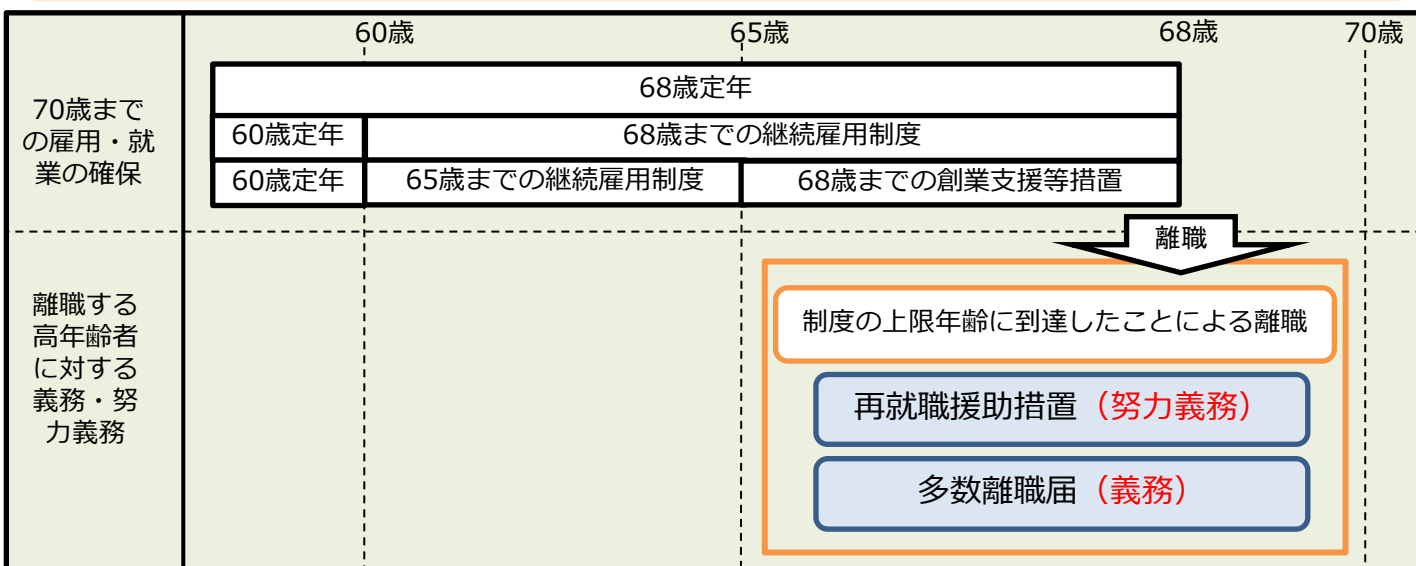 60歳
65歳
68歳
70歳
70歳まで
の雇用・就
業の確保
68歳定年
60歳定年
68歳までの継続雇用制度
60歳定年
65歳までの継続雇用制度
68歳までの創業支援等措置
離職
離職する
高年齢者
に対する
義務・努
力義務
制度の上限年齢に到達したことによる離職
再就職援助措置（努力義務）
多数離職届（義務）